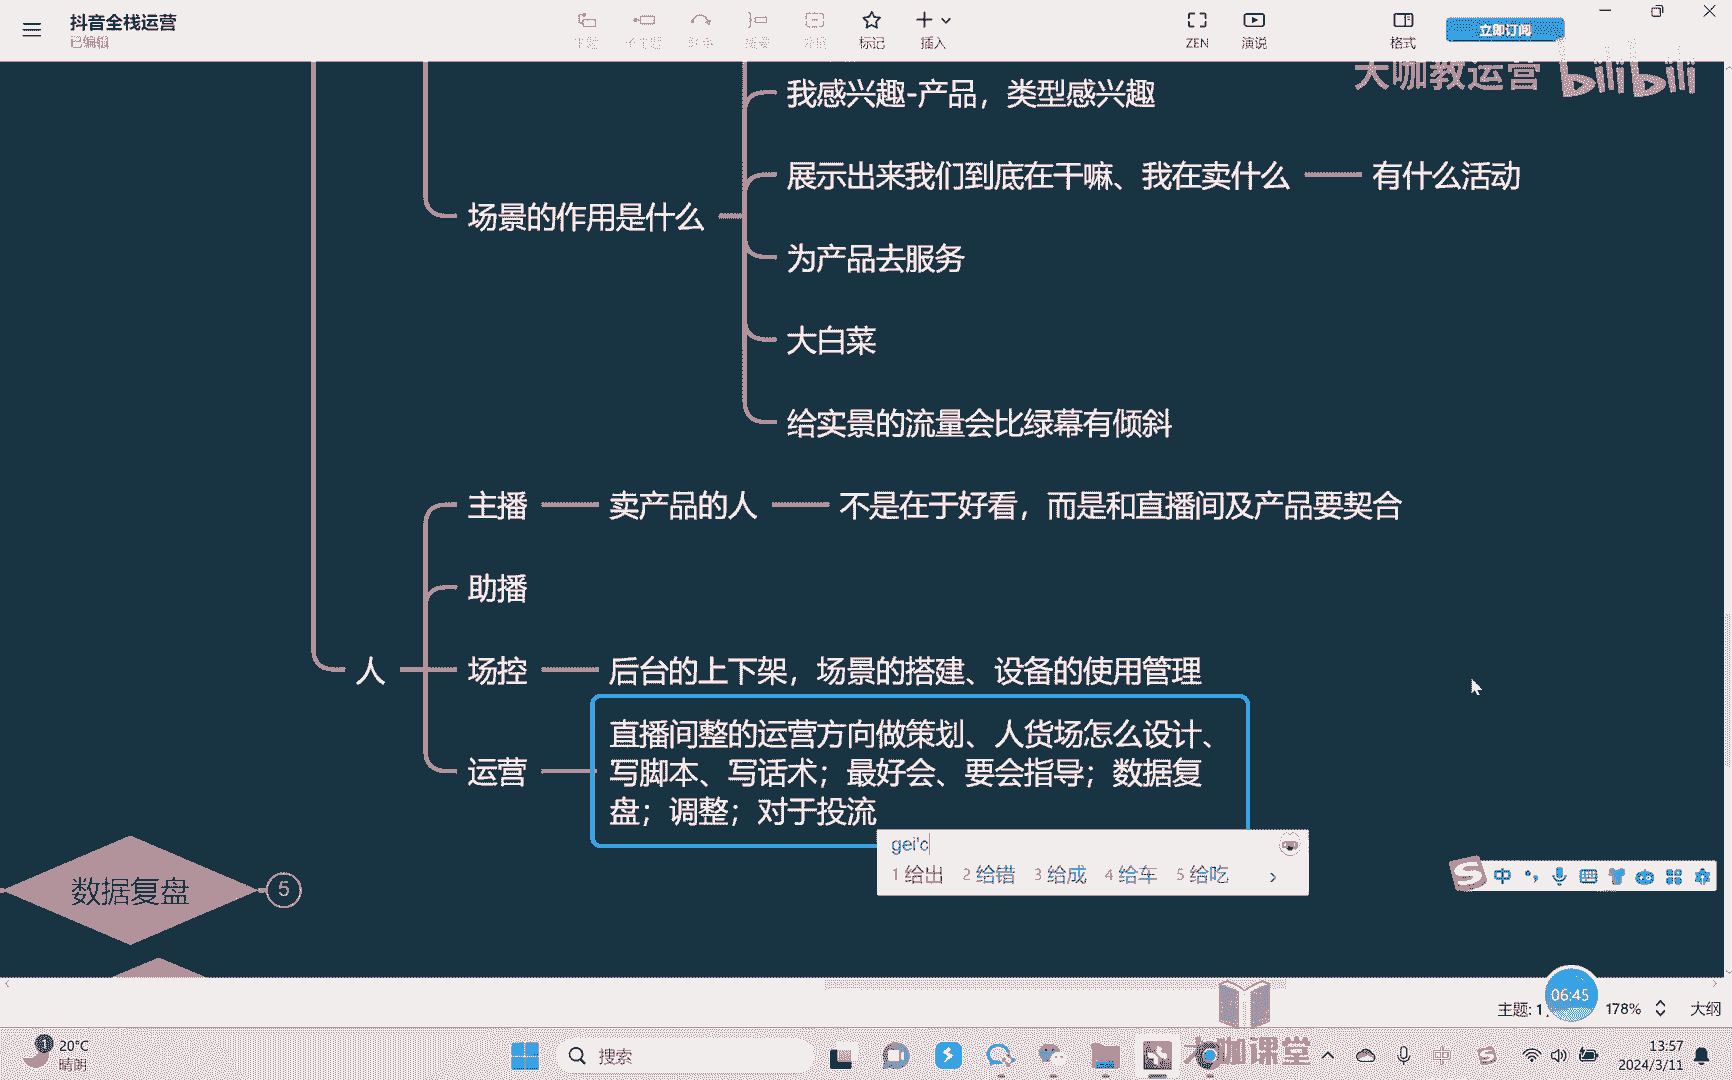 抖音全栈运营
已编辑
标记
插入
ZEN
演说
格式
立即订阅
大咖教运营 bilibili
我感兴趣-产品，类型感兴趣
展示出来我们到底在干嘛、我在卖什么
有什么活动
场景的作用是什么
为产品去服务
大白菜
给实景的流量会比绿幕有倾斜
主播
卖产品的人
不是在于好看，而是和直播间及产品要契合
助播
人
场控
后台的上下架，场景的搭建、设备的使用管理
运营
直播间整的运营方向做策划、人货场怎么设计、
写脚本、写话术；最好会、要会指导；数据复
盘；调整；对于投流
gei'c
1 给出 2 给错 3 给成 4 给车 5 给吃
数据复盘
5
中
06:45
主题: 1
178%
大纲
1
20°C
晴朗
搜索
大咖课堂
中
13:57
2024/3/11